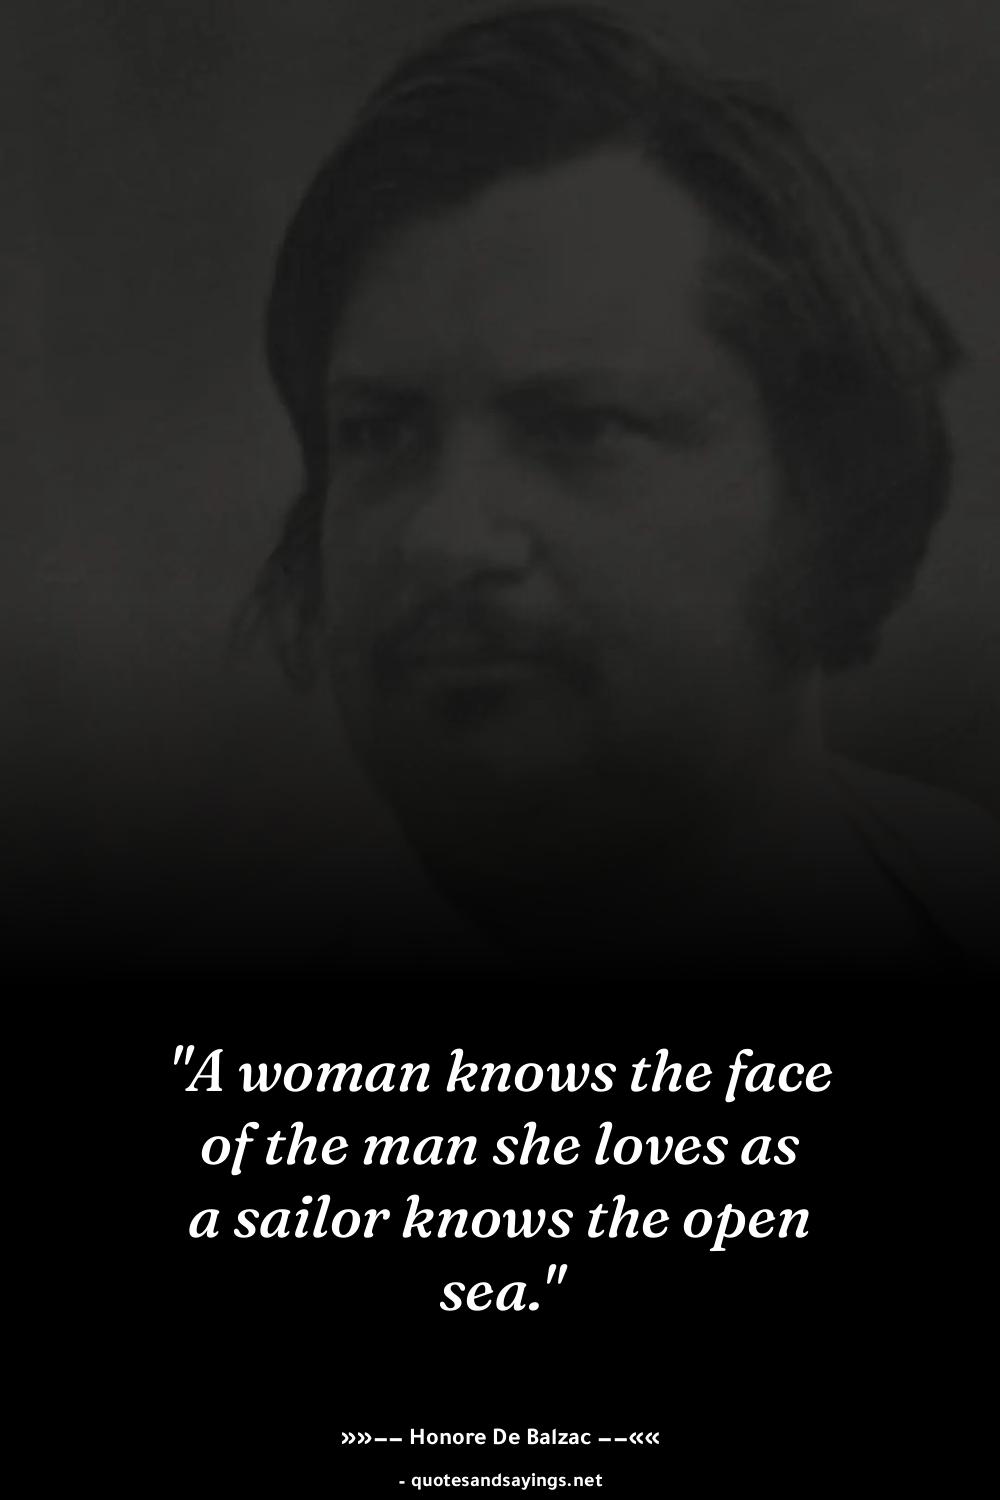 "A woman knows the face
of the man she loves as
a sailor knows the open
sea."
»»−− Honore De Balzac −−««
- quotesandsayings.net